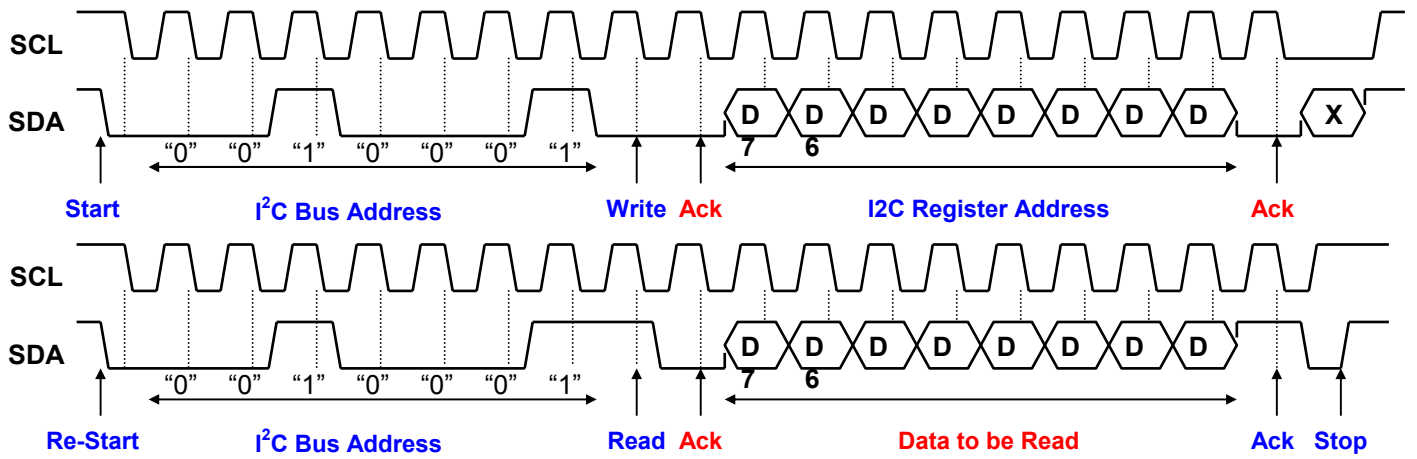 SCL
SDA
D D D D D D D D X
7 6
“0” “0” “1” “0” “0” “0” “1”
Start I²C Bus Address Write Ack I2C Register Address Ack
SCL
SDA
D D D D D D D D
7 6
“0” “0” “1” “0” “0” “0” “1”
Re-Start I²C Bus Address Read Ack Data to be Read Ack Stop